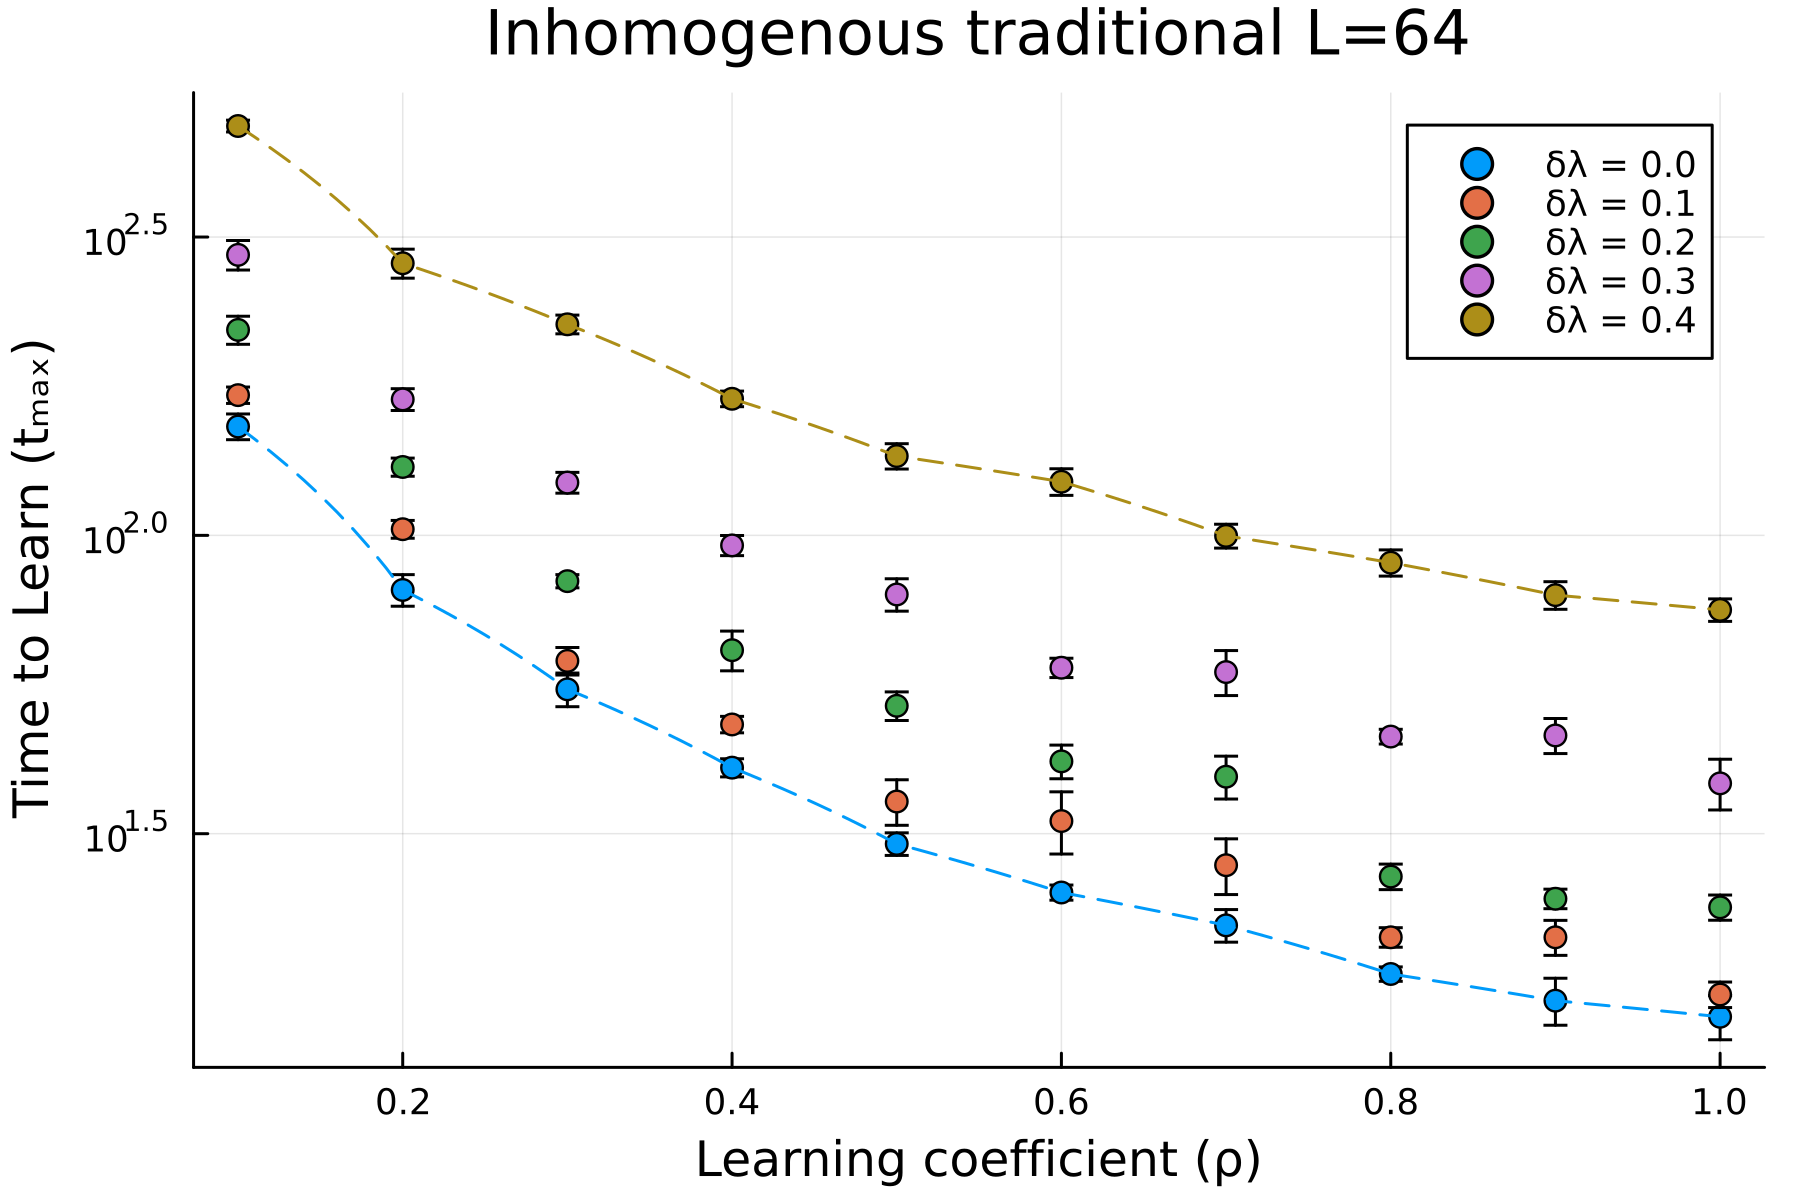 Inhomogenous traditional L=64
δλ = 0.0
δλ = 0.1
δλ = 0.2
δλ = 0.3
δλ = 0.4
Time to Learn (tₘₐₓ)
10^2.5
10^2.0
10^1.5
0.2 0.4 0.6 0.8 1.0
Learning coefficient (ρ)